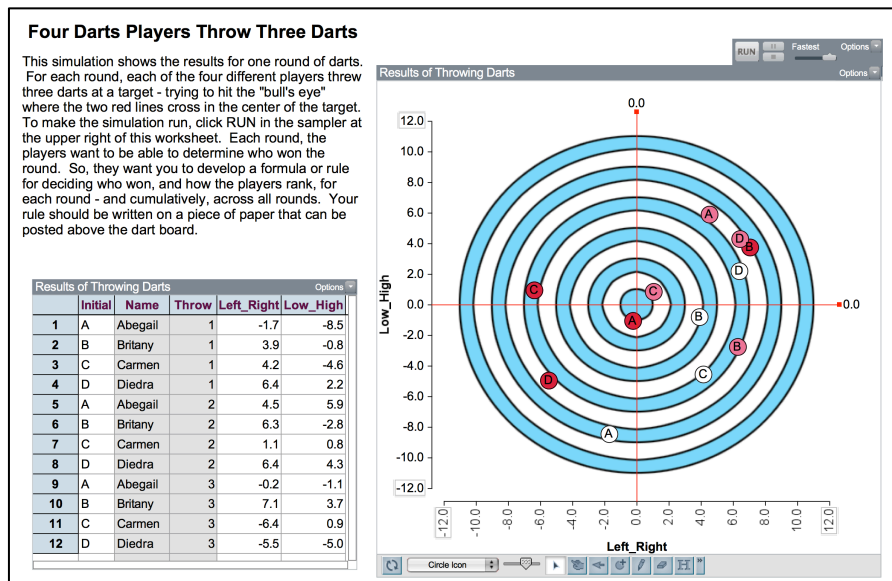 Four Darts Players Throw Three Darts
This simulation shows the results for one round of darts.
For each round, each of the four different players threw
three darts at a target - trying to hit the "bull's eye"
where the two red lines cross in the center of the target.
To make the simulation run, click RUN in the sampler at
the upper right of this worksheet. Each round, the
players want to be able to determine who won the
round. So, they want you to develop a formula or rule
for deciding who won, and how the players rank, for
each round - and cumulatively, across all rounds. Your
rule should be written on a piece of paper that can be
posted above the dart board.
Results of Throwing Darts Options
Initial Name Throw Left_Right Low_High
1 A Abegail 1 -1.7 -8.5
2 B Britany 1 3.9 -0.8
3 C Carmen 1 4.2 -4.6
4 D Diedra 1 6.4 2.2
5 A Abegail 2 4.5 5.9
6 B Britany 2 6.3 -2.8
7 C Carmen 2 1.1 0.8
8 D Diedra 2 6.4 4.3
9 A Abegail 3 -0.2 -1.1
10 B Britany 3 7.1 3.7
11 C Carmen 3 -6.4 0.9
12 D Diedra 3 -5.5 -5.0
RUN Fastest Options
Results of Throwing Darts Options
0.0
12.0
10.0
8.0
6.0
4.0
2.0
0.0
-2.0
-4.0
-6.0
-8.0
-10.0
-12.0
Low_High
A
D
B
D
C
C
0.0
A
B
B
D
C
A
-12.0 -10.0 -8.0 -6.0 -4.0 -2.0 0.0 2.0 4.0 6.0 8.0 10.0 12.0
Left_Right
Circle Icon